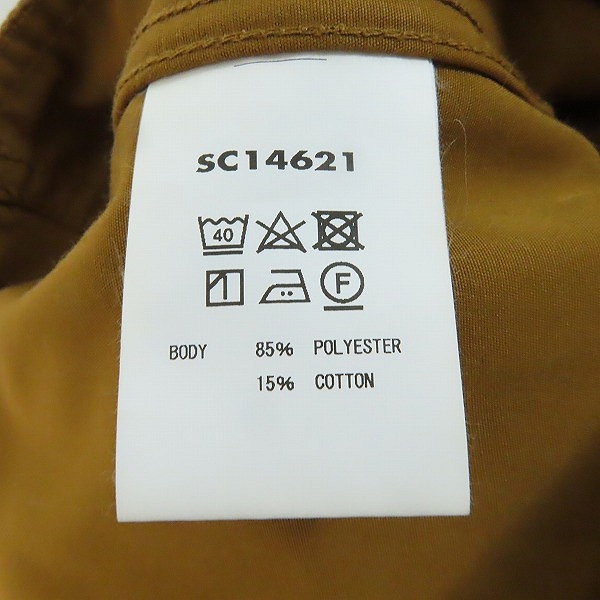 SC14621
40
F
BODY 85% POLYESTER
15% COTTON